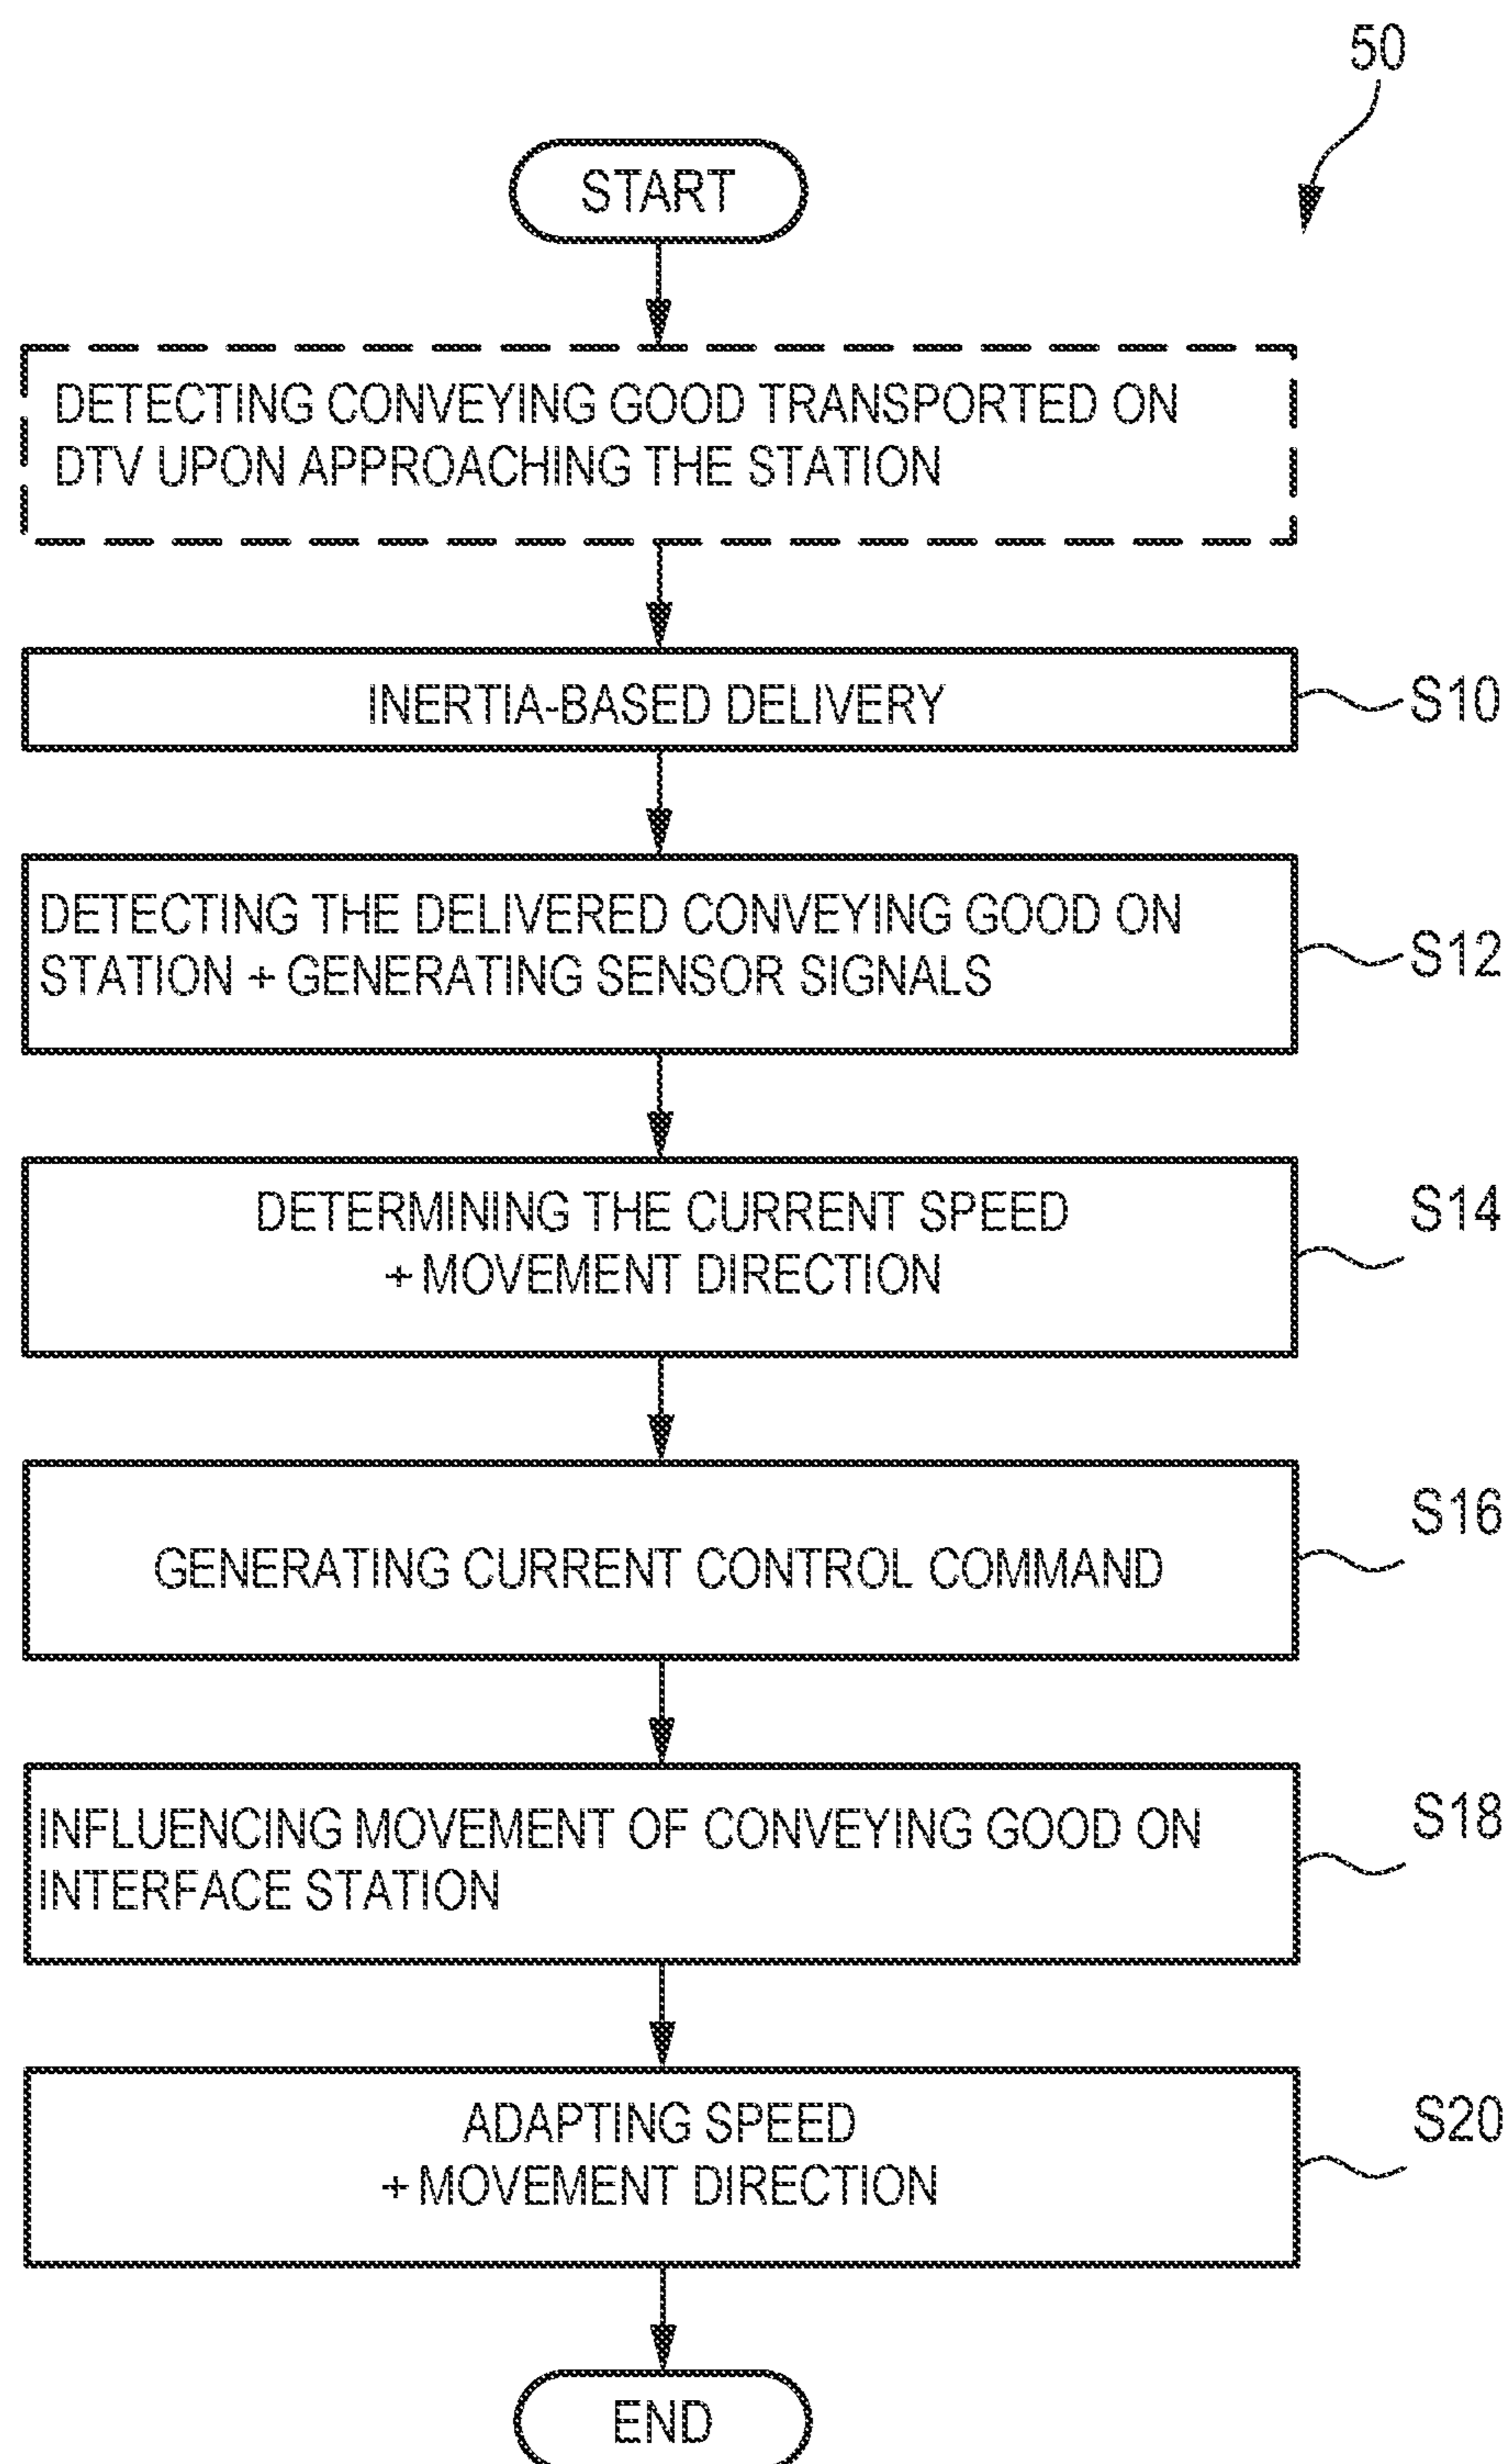 50
START
DETECTING CONVEYING GOOD TRANSPORTED ON
DTV UPON APPROACHING THE STATION
INERTIA-BASED DELIVERY
S10
DETECTING THE DELIVERED CONVEYING GOOD ON
STATION + GENERATING SENSOR SIGNALS
S12
DETERMINING THE CURRENT SPEED
+ MOVEMENT DIRECTION
S14
GENERATING CURRENT CONTROL COMMAND
S16
INFLUENCING MOVEMENT OF CONVEYING GOOD ON
INTERFACE STATION
S18
ADAPTING SPEED
+ MOVEMENT DIRECTION
S20
END